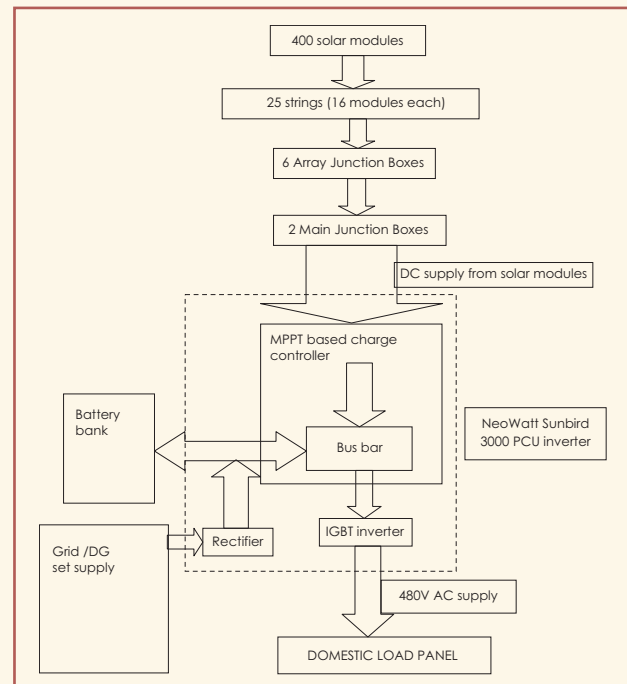 400 solar modules
25 strings (16 modules each)
6 Array Junction Boxes
2 Main Junction Boxes
DC supply from solar modules
MPPT based charge
controller
Battery
bank
Bus bar
NeoWatt Sunbird
3000 PCU inverter
Grid /DG
set supply
Rectifier
IGBT inverter
480V AC supply
DOMESTIC LOAD PANEL